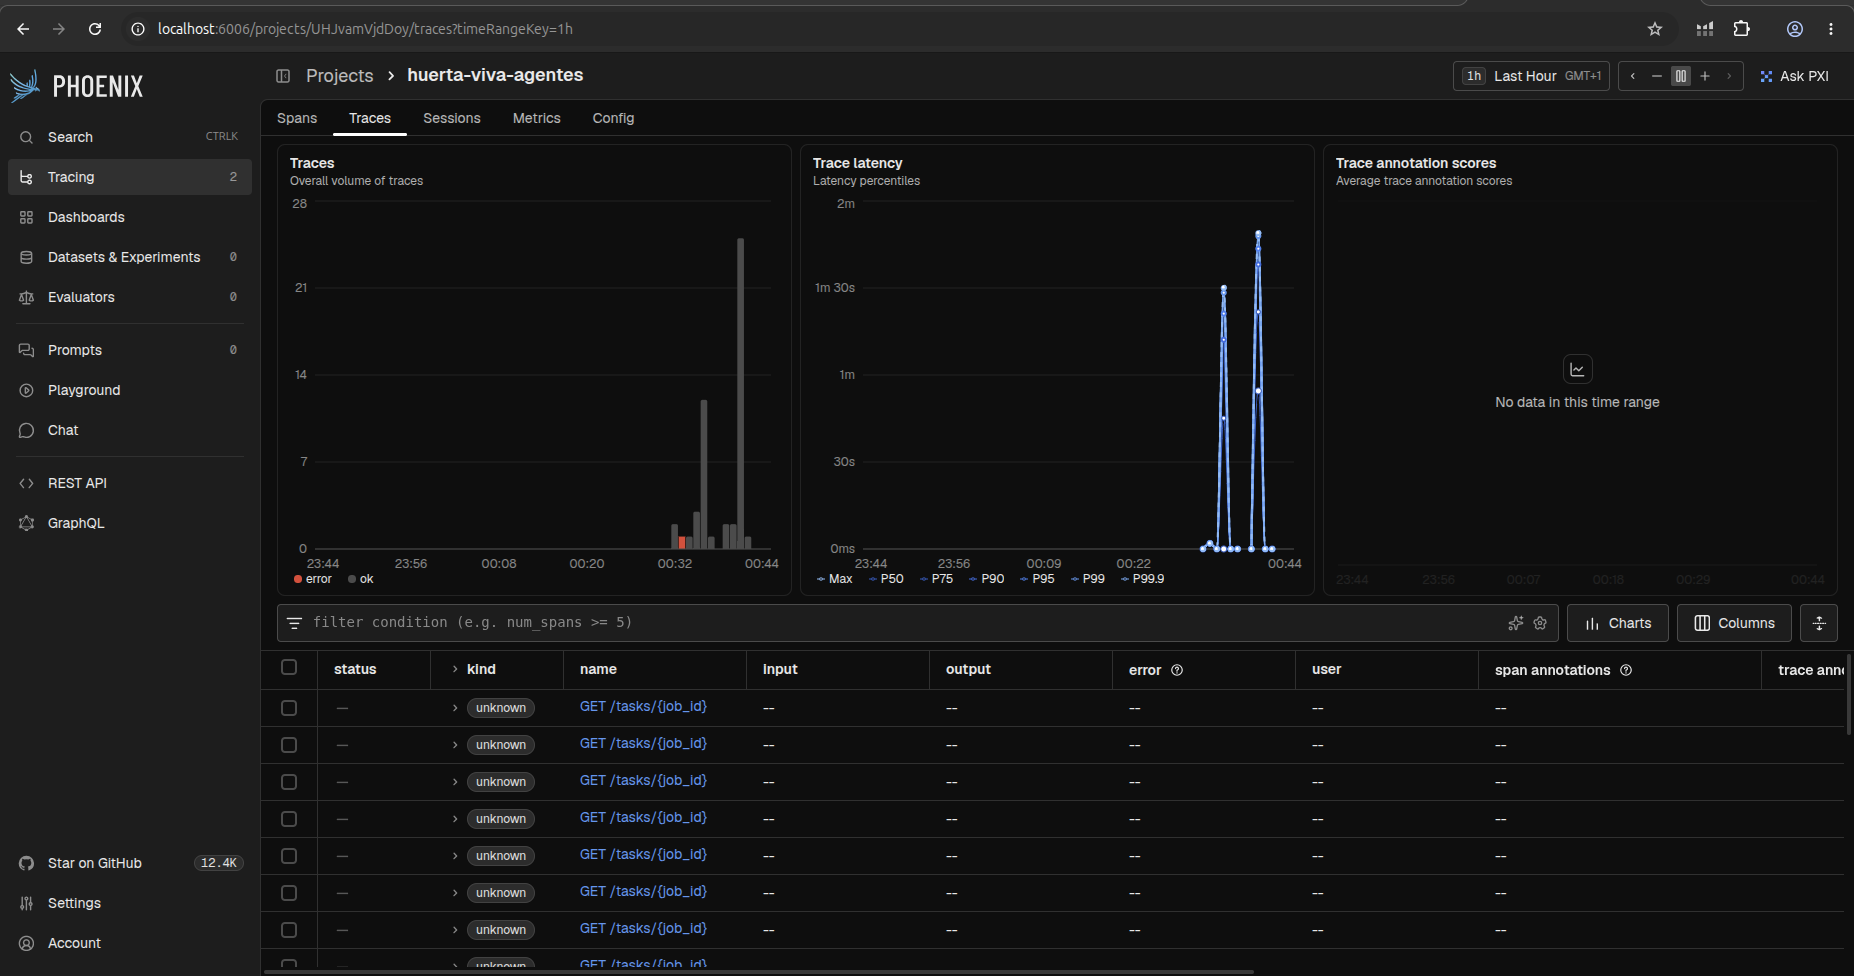 localhost:6006/projects/UHJvamVjdDoy/traces?timeRangeKey=1h
PHOENIX
Projects › huerta-viva-agentes
1h Last Hour GMT+1
Ask PXI
Search CTRLK
Tracing 2
Dashboards
Datasets & Experiments 0
Evaluators 0
Prompts 0
Playground
Chat
REST API
GraphQL
Star on GitHub 12.4K
Settings
Account
Spans Traces Sessions Metrics Config
Traces
Overall volume of traces
28
21
14
7
0
23:44 23:56 00:08 00:20 00:32 00:44
error ok
Trace latency
Latency percentiles
2m
1m 30s
1m
30s
0ms
23:44 23:56 00:09 00:22 00:44
Max P50 P75 P90 P95 P99 P99.9
Trace annotation scores
Average trace annotation scores
No data in this time range
23:44 23:56 00:07 00:18 00:29 00:44
filter condition (e.g. num_spans >= 5)
Charts
Columns
status kind name input output error user span annotations trace anno
— unknown GET /tasks/{job_id} -- -- -- -- --
— unknown GET /tasks/{job_id} -- -- -- -- --
— unknown GET /tasks/{job_id} -- -- -- -- --
— unknown GET /tasks/{job_id} -- -- -- -- --
— unknown GET /tasks/{job_id} -- -- -- -- --
— unknown GET /tasks/{job_id} -- -- -- -- --
— unknown GET /tasks/{job_id} -- -- -- -- --
unknown GET /tasks/{job_id}